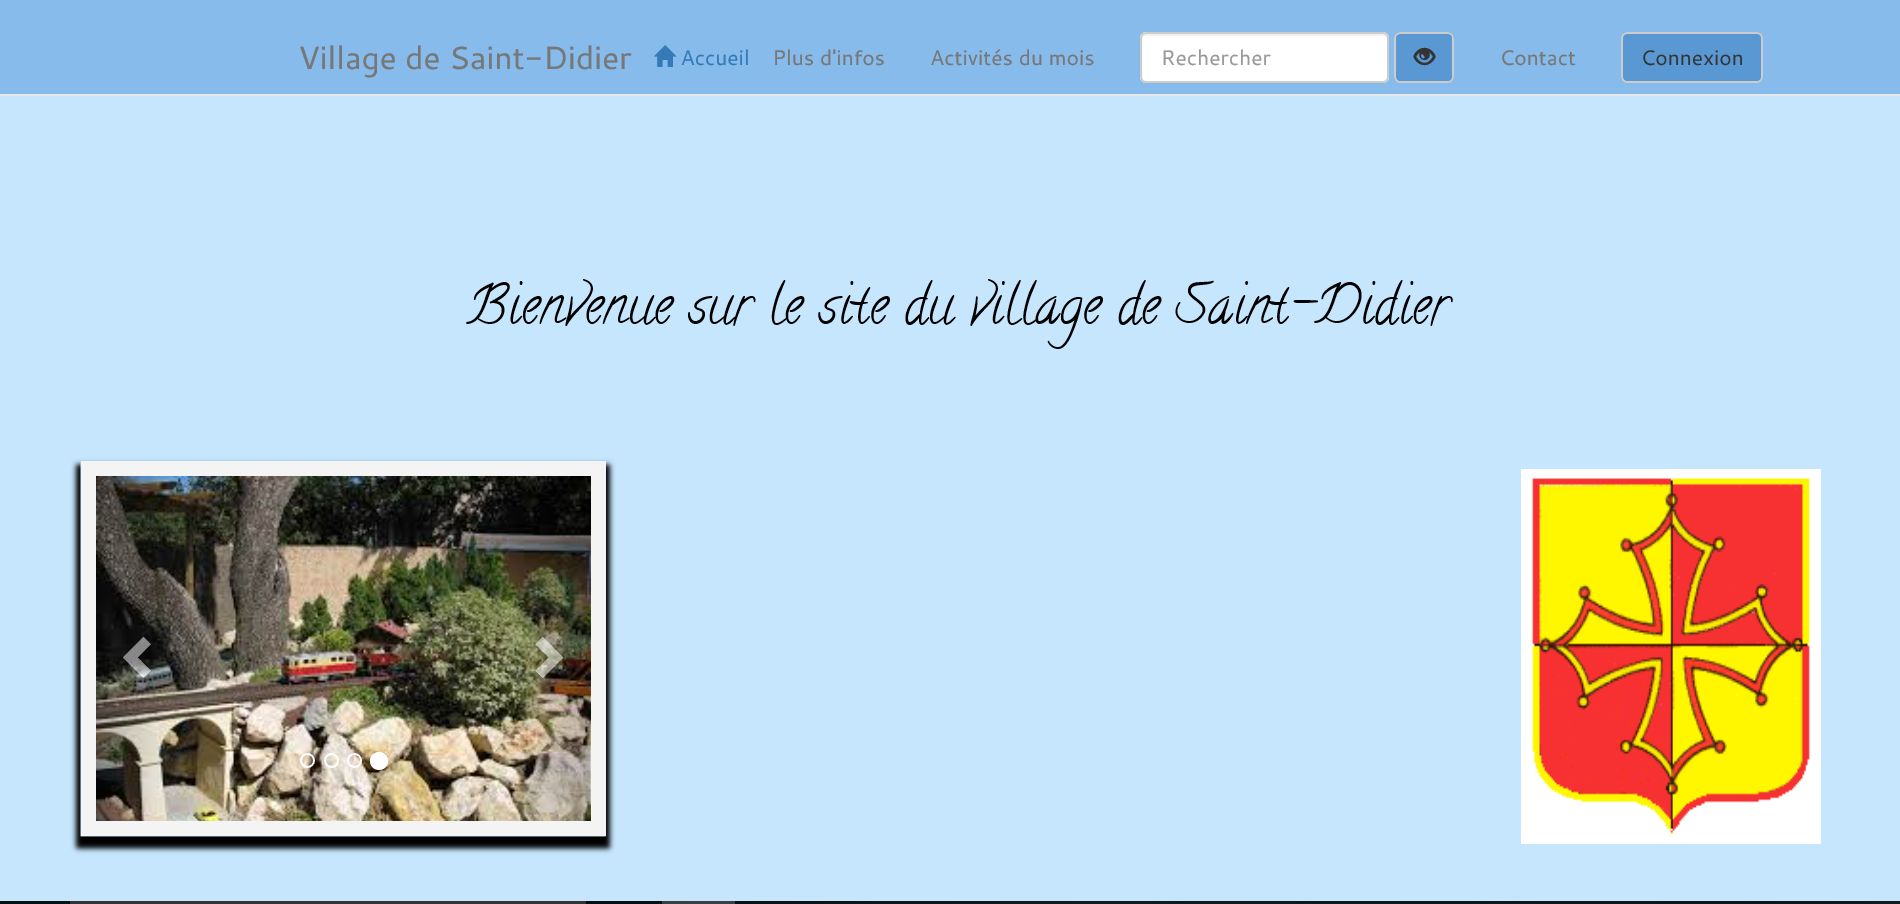 Village de Saint-Didier Accueil Plus d'infos Activités du mois Rechercher Contact Connexion
Bienvenue sur le site du village de Saint-Didier